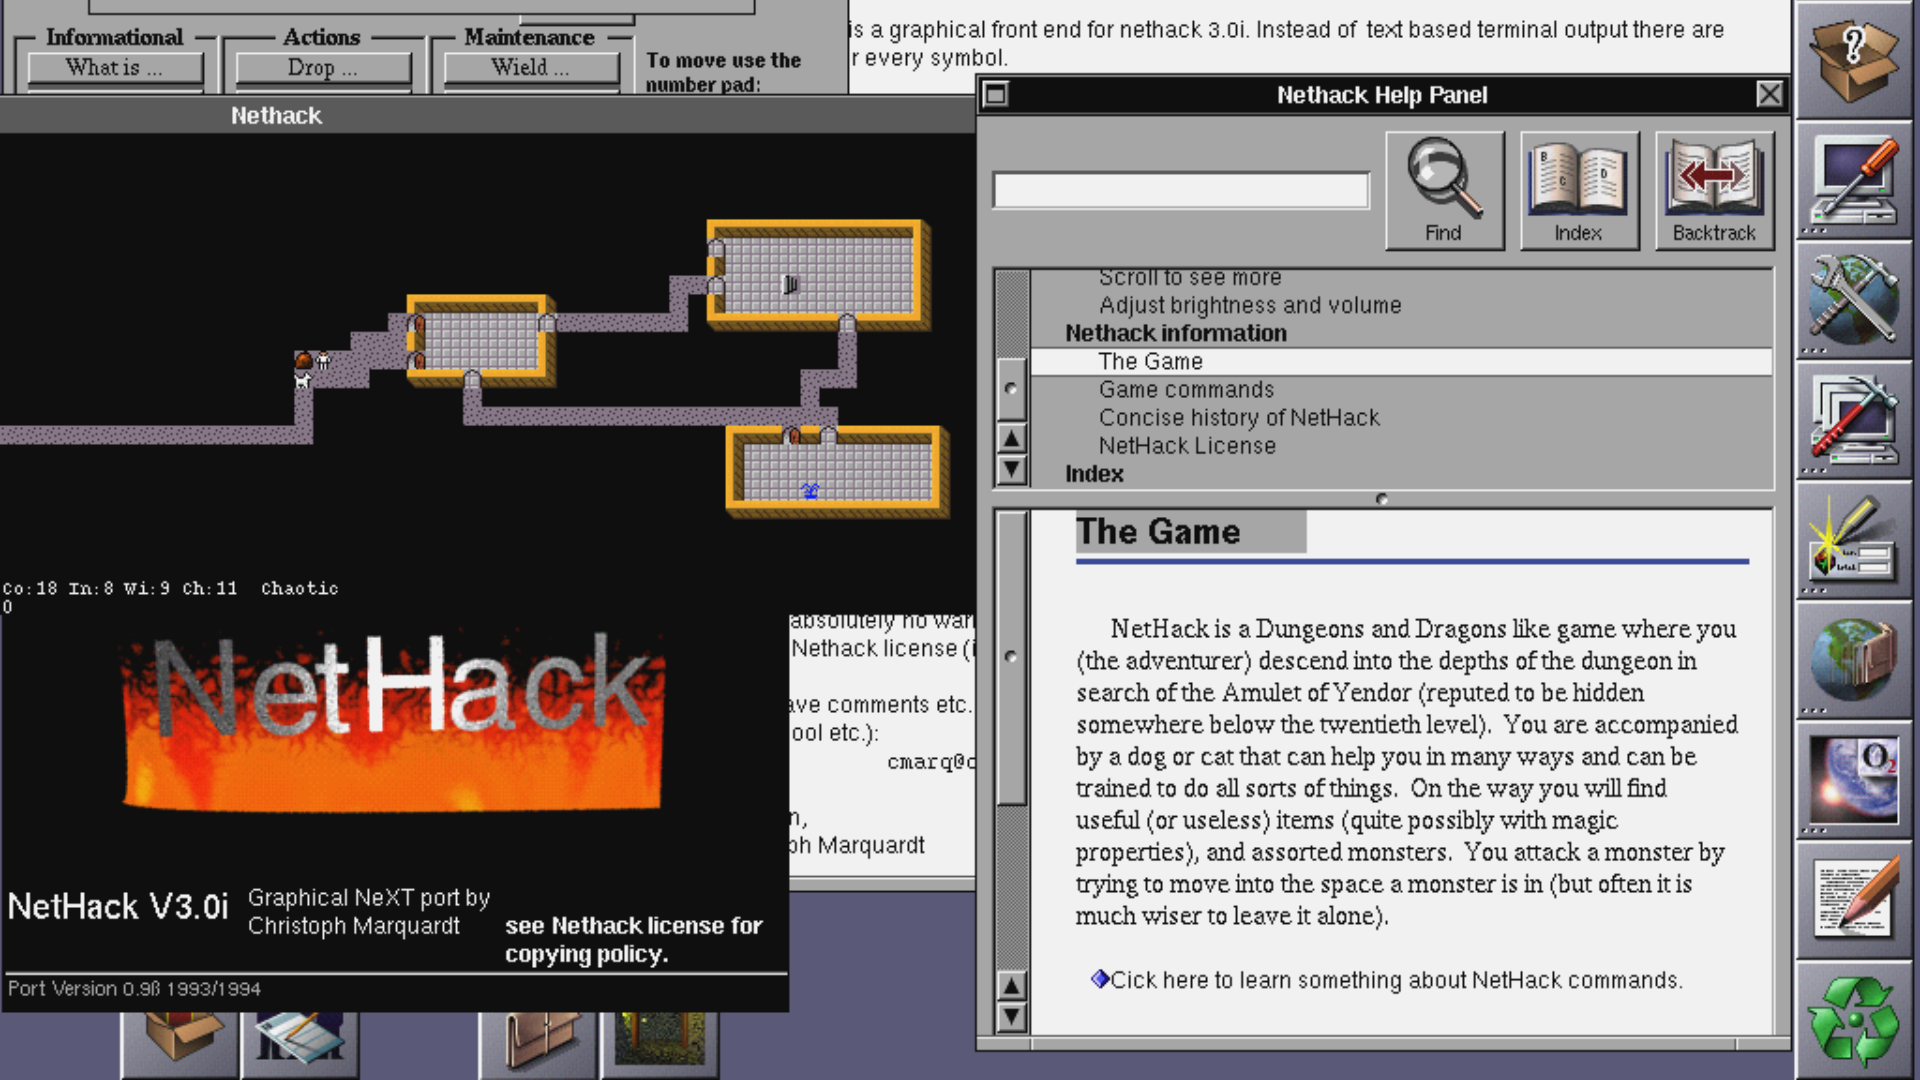 Informational
Actions
Maintenance
What is ...
Drop ...
Wield ...
To move use the
number pad:
is a graphical front end for nethack 3.0i. Instead of text based terminal output there are
r every symbol.
Nethack
Nethack Help Panel
Find
Index
Backtrack
Scroll to see more
Adjust brightness and volume
Nethack information
The Game
Game commands
Concise history of NetHack
NetHack License
Index
The Game
NetHack is a Dungeons and Dragons like game where you
(the adventurer) descend into the depths of the dungeon in
search of the Amulet of Yendor (reputed to be hidden
somewhere below the twentieth level).  You are accompanied
by a dog or cat that can help you in many ways and can be
trained to do all sorts of things.  On the way you will find
useful (or useless) items (quite possibly with magic
properties), and assorted monsters.  You attack a monster by
trying to move into the space a monster is in (but often it is
much wiser to leave it alone).
Cick here to learn something about NetHack commands.
Co:18 In:8 Wi:9 Ch:11  Chaotic
0
absolutely no war
Nethack license (i
ave comments etc.
ool etc.):
cmarq@c
n,
ph Marquardt
NetHack
NetHack V3.0i
Graphical NeXT port by
Christoph Marquardt
see Nethack license for
copying policy.
Port Version 0.9ß 1993/1994
O2